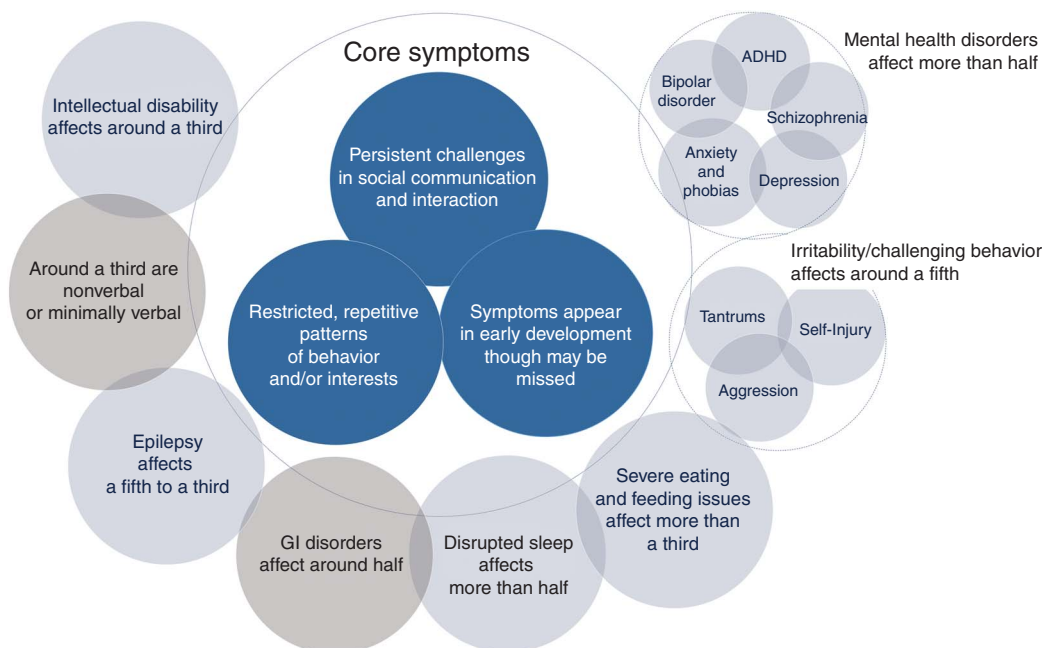 Core symptoms
Persistent challenges
in social communication
and interaction
Restricted, repetitive
patterns
of behavior
and/or interests
Symptoms appear
in early development
though may be
missed
Intellectual disability
affects around a third
Around a third are
nonverbal
or minimally verbal
Epilepsy
affects
a fifth to a third
GI disorders
affect around half
Disrupted sleep
affects
more than half
Severe eating
and feeding issues
affect more than
a third
Mental health disorders
affect more than half
ADHD
Bipolar
disorder
Schizophrenia
Anxiety
and
phobias
Depression
Irritability/challenging behavior
affects around a fifth
Tantrums
Self-Injury
Aggression